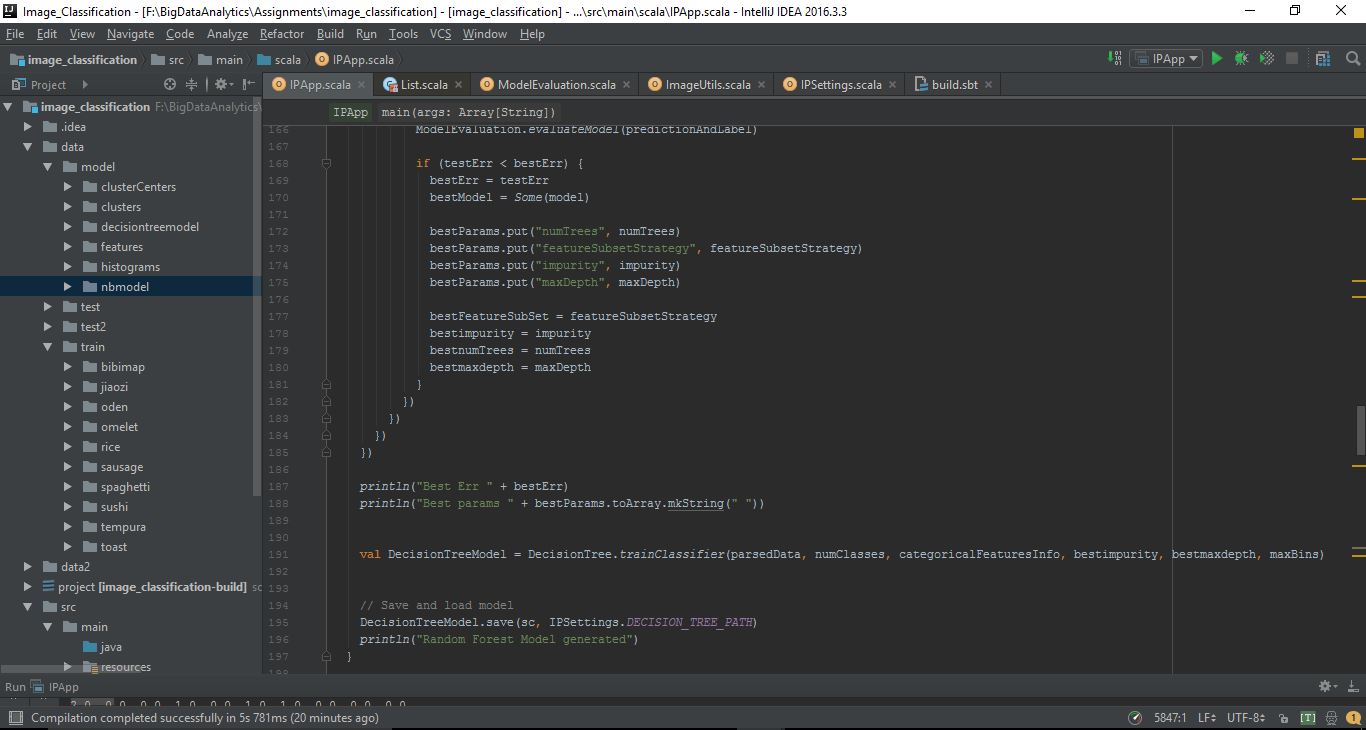 Image_Classification - [F:\BigDataAnalytics\Assignments\image_classification] - [image_classification] - ...\src\main\scala\IPApp.scala - IntelliJ IDEA 2016.3.3
File Edit View Navigate Code Analyze Refactor Build Run Tools VCS Window Help
image_classification src main scala IPApp.scala IPApp
Project IPApp.scala List.scala ModelEvaluation.scala ImageUtils.scala IPSettings.scala build.sbt
image_classification F:\BigDataAnalytics\
.idea
data
model
clusterCenters
clusters
decisiontreemodel
features
histograms
nbmodel
test
test2
train
bibimap
jiaozi
oden
omelet
rice
sausage
spaghetti
sushi
tempura
toast
data2
project [image_classification-build] sc
src
main
java
resources
IPApp main(args: Array[String])
166 ModelEvaluation.evaluateModel(predictionAndLabel)
167
168 if (testErr < bestErr) {
169 bestErr = testErr
170 bestModel = Some(model)
171
172 bestParams.put("numTrees", numTrees)
173 bestParams.put("featureSubsetStrategy", featureSubsetStrategy)
174 bestParams.put("impurity", impurity)
175 bestParams.put("maxDepth", maxDepth)
176
177 bestFeatureSubSet = featureSubsetStrategy
178 bestimpurity = impurity
179 bestnumTrees = numTrees
180 bestmaxdepth = maxDepth
181 }
182 })
183 })
184 })
185 })
186
187 println("Best Err " + bestErr)
188 println("Best params " + bestParams.toArray.mkString(" "))
189
190
191 val DecisionTreeModel = DecisionTree.trainClassifier(parsedData, numClasses, categoricalFeaturesInfo, bestimpurity, bestmaxdepth, maxBins)
192
193
194 // Save and load model
195 DecisionTreeModel.save(sc, IPSettings.DECISION_TREE_PATH)
196 println("Random Forest Model generated")
197 }
198
Run IPApp
Compilation completed successfully in 5s 781ms (20 minutes ago) 5847:1 LF UTF-8 [T] 1